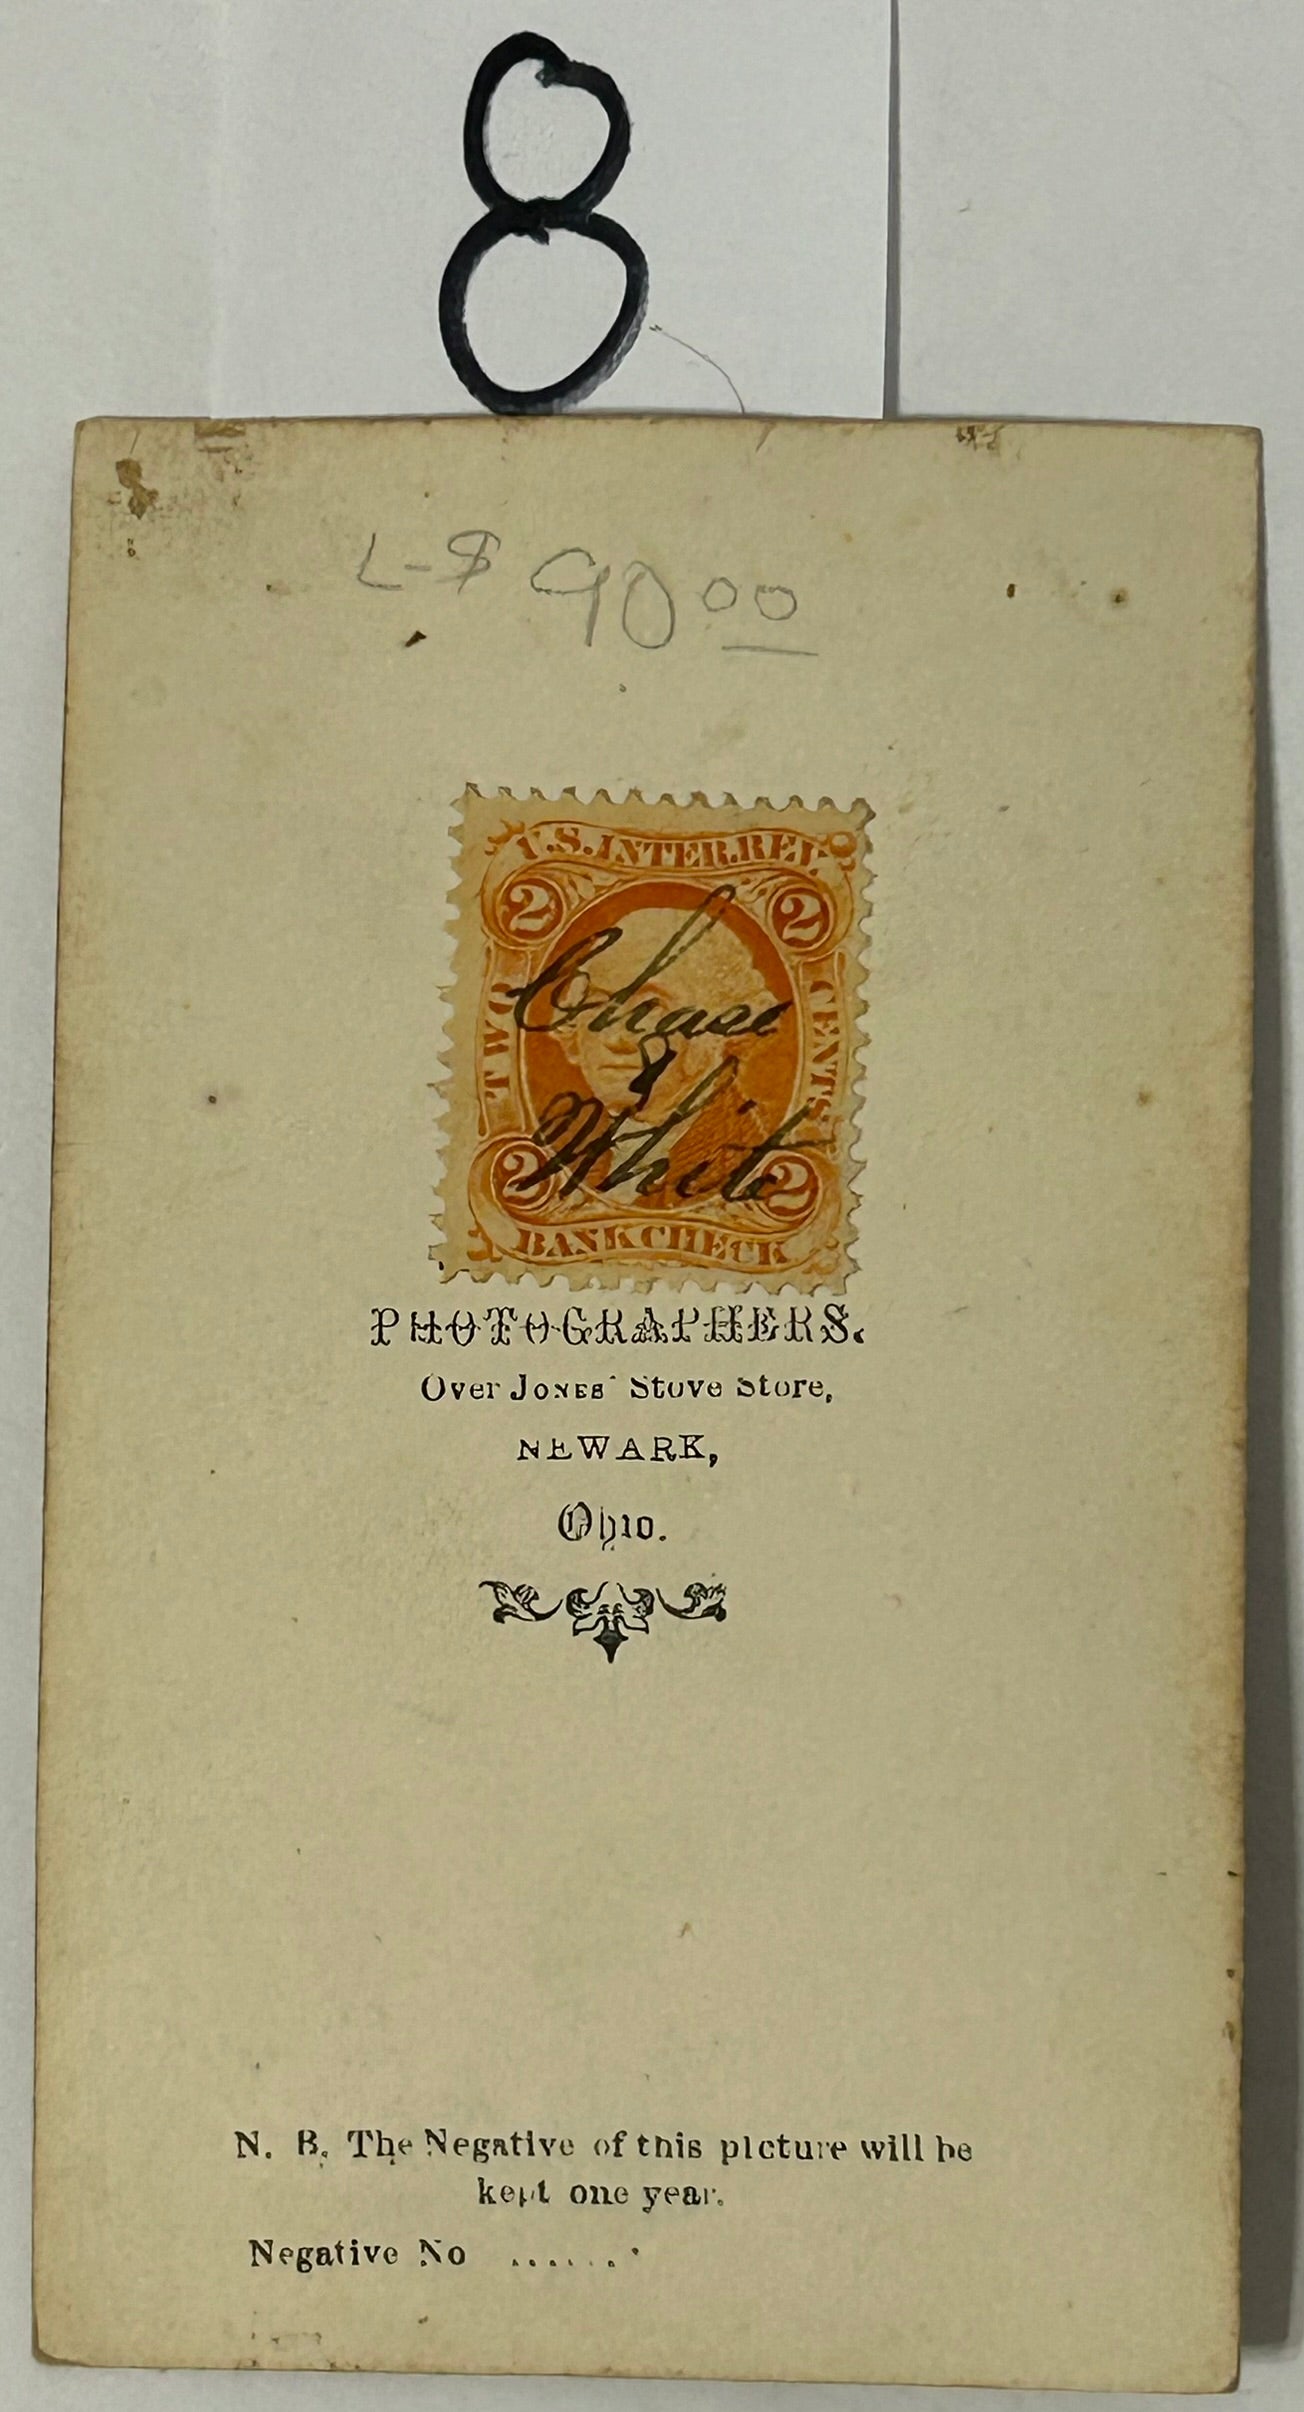 8
L-$ 90 00
U.S. INTER. REV.
2 2
TWO CENTS.
Chase
&
White
2 2
BANK CHECK
PHOTOGRAPHERS.
Over JONES' Stove Store,
NEWARK,
Ohio.
N. B. The Negative of this picture will be
kept one year.
Negative No .......